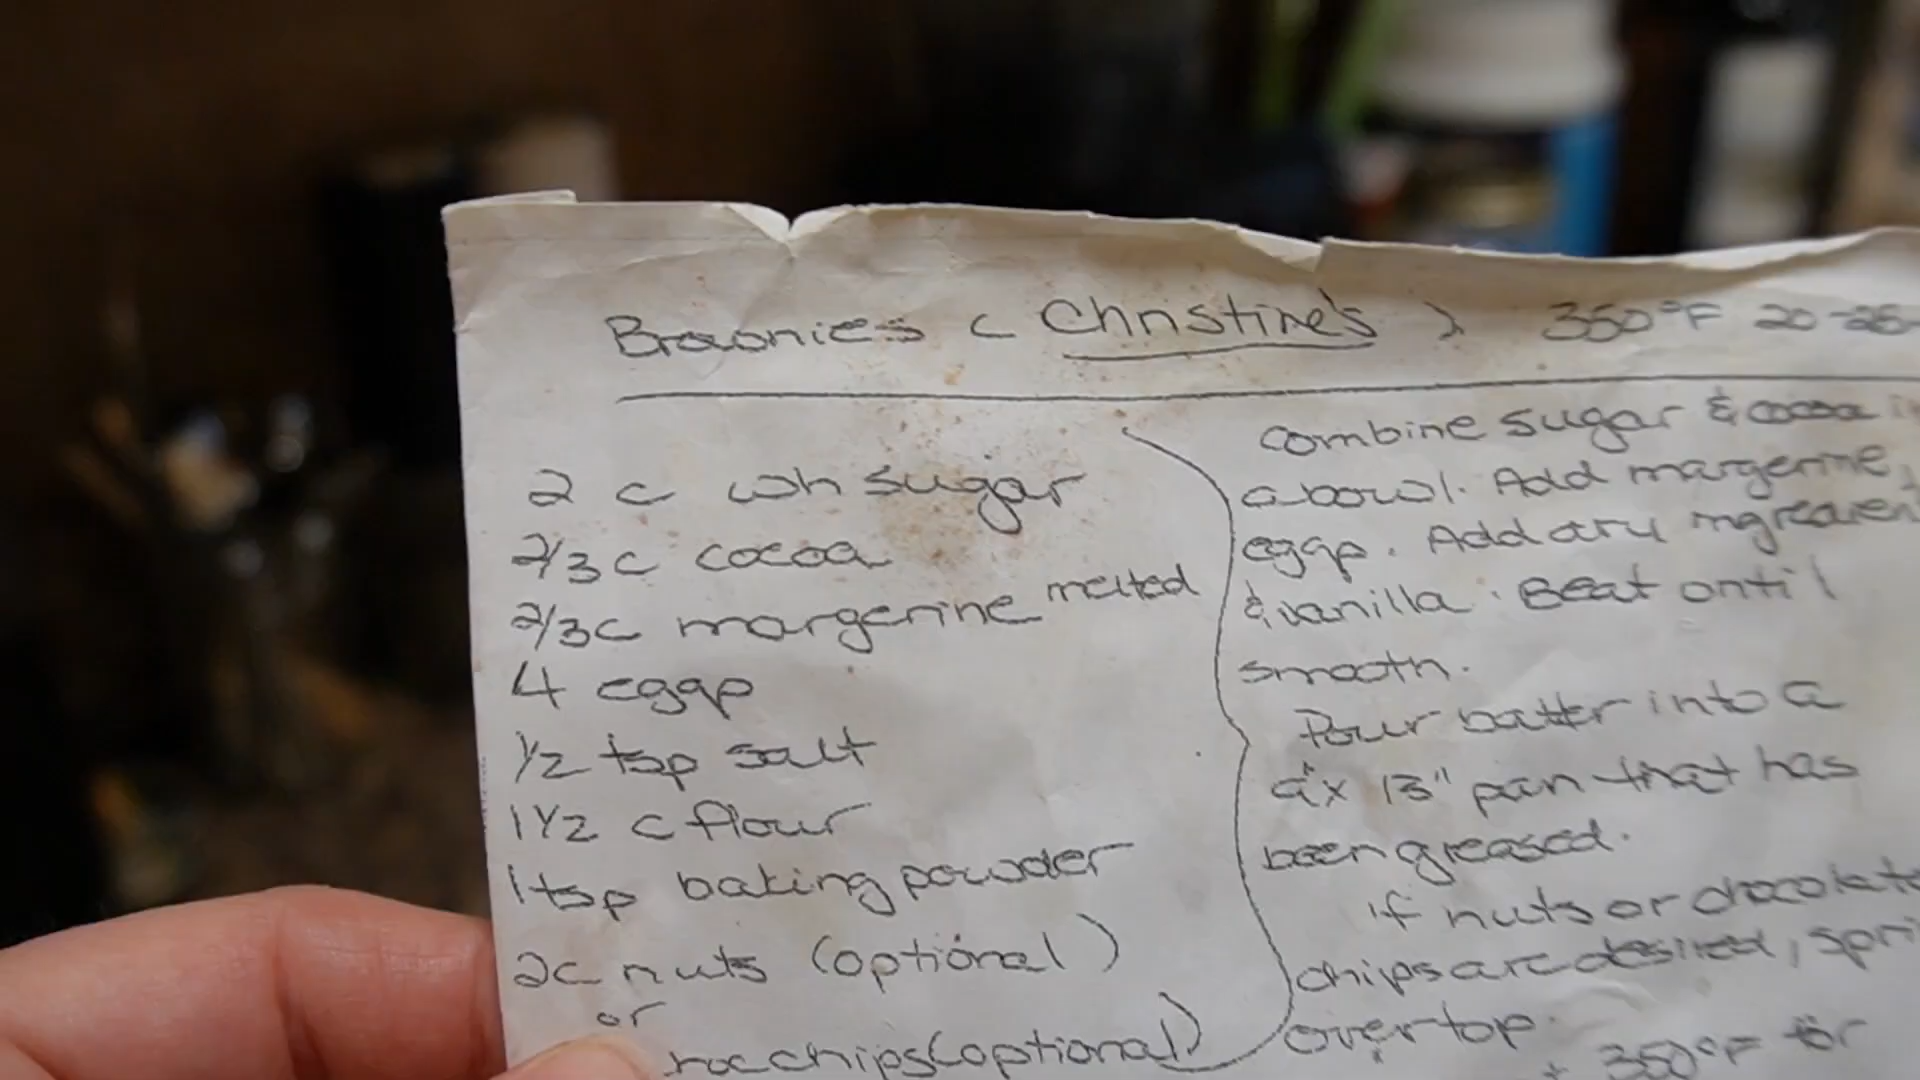 Brownies ( Christine's ) 350°F 20-25
2 c wh sugar
2/3 c cocoa
2/3 c margerine melted
4 eggs
1/2 tsp salt
1 1/2 c flour
1 tsp baking powder
2c nuts (optional)
or
chips (optional)
Combine sugar & cocoa
a bowl. Add margerine,
eggs. Add dry
& vanilla. Beat until
smooth.
Pour batter into a
9"x 13" pan that has
been greased.
if nuts or chocolate
chips are desired,
over top.
350°F for